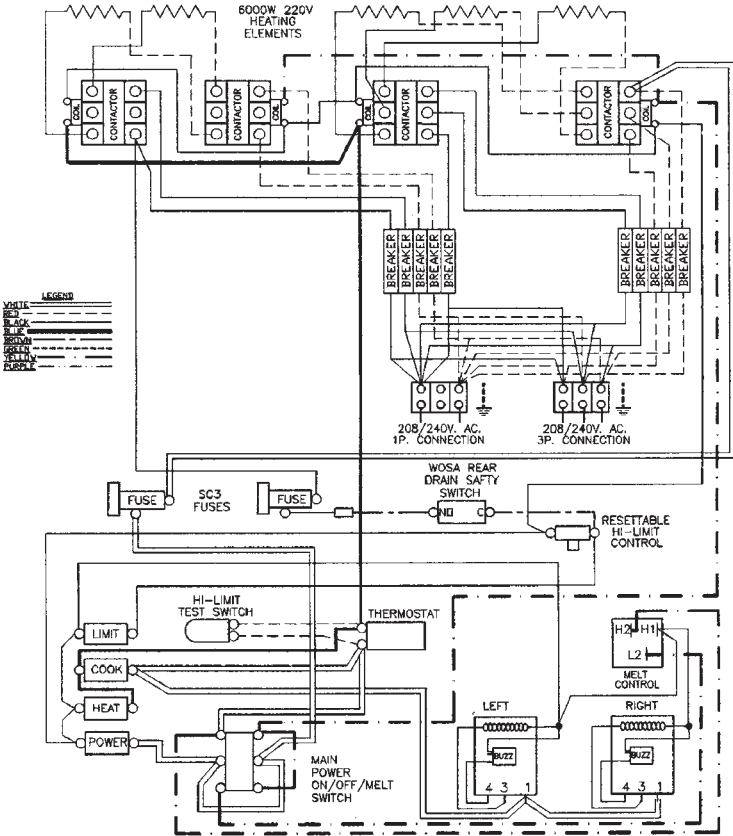 6000W 220V
HEATING
ELEMENTS
COIL
CONTACTOR
CONTACTOR
COIL
COIL
CONTACTOR
CONTACTOR
COIL
BREAKER
BREAKER
BREAKER
BREAKER
BREAKER
BREAKER
BREAKER
BREAKER
BREAKER
BREAKER
LEGEND
WHITE
RED
BLACK
BLUE
BROWN
GREEN
YELLOW
PURPLE
208/240V. AC.
1P. CONNECTION
208/240V. AC.
3P. CONNECTION
WOSA REAR
DRAIN SAFTY
SWITCH
FUSE
SC3
FUSES
FUSE
NO
C
RESETTABLE
HI-LIMIT
CONTROL
HI-LIMIT
TEST SWITCH
THERMOSTAT
LIMIT
COOK
HEAT
POWER
H2
H1
L2
MELT
CONTROL
LEFT
RIGHT
BUZZ
BUZZ
4 3 1
4 3 1
MAIN
POWER
ON/OFF/MELT
SWITCH